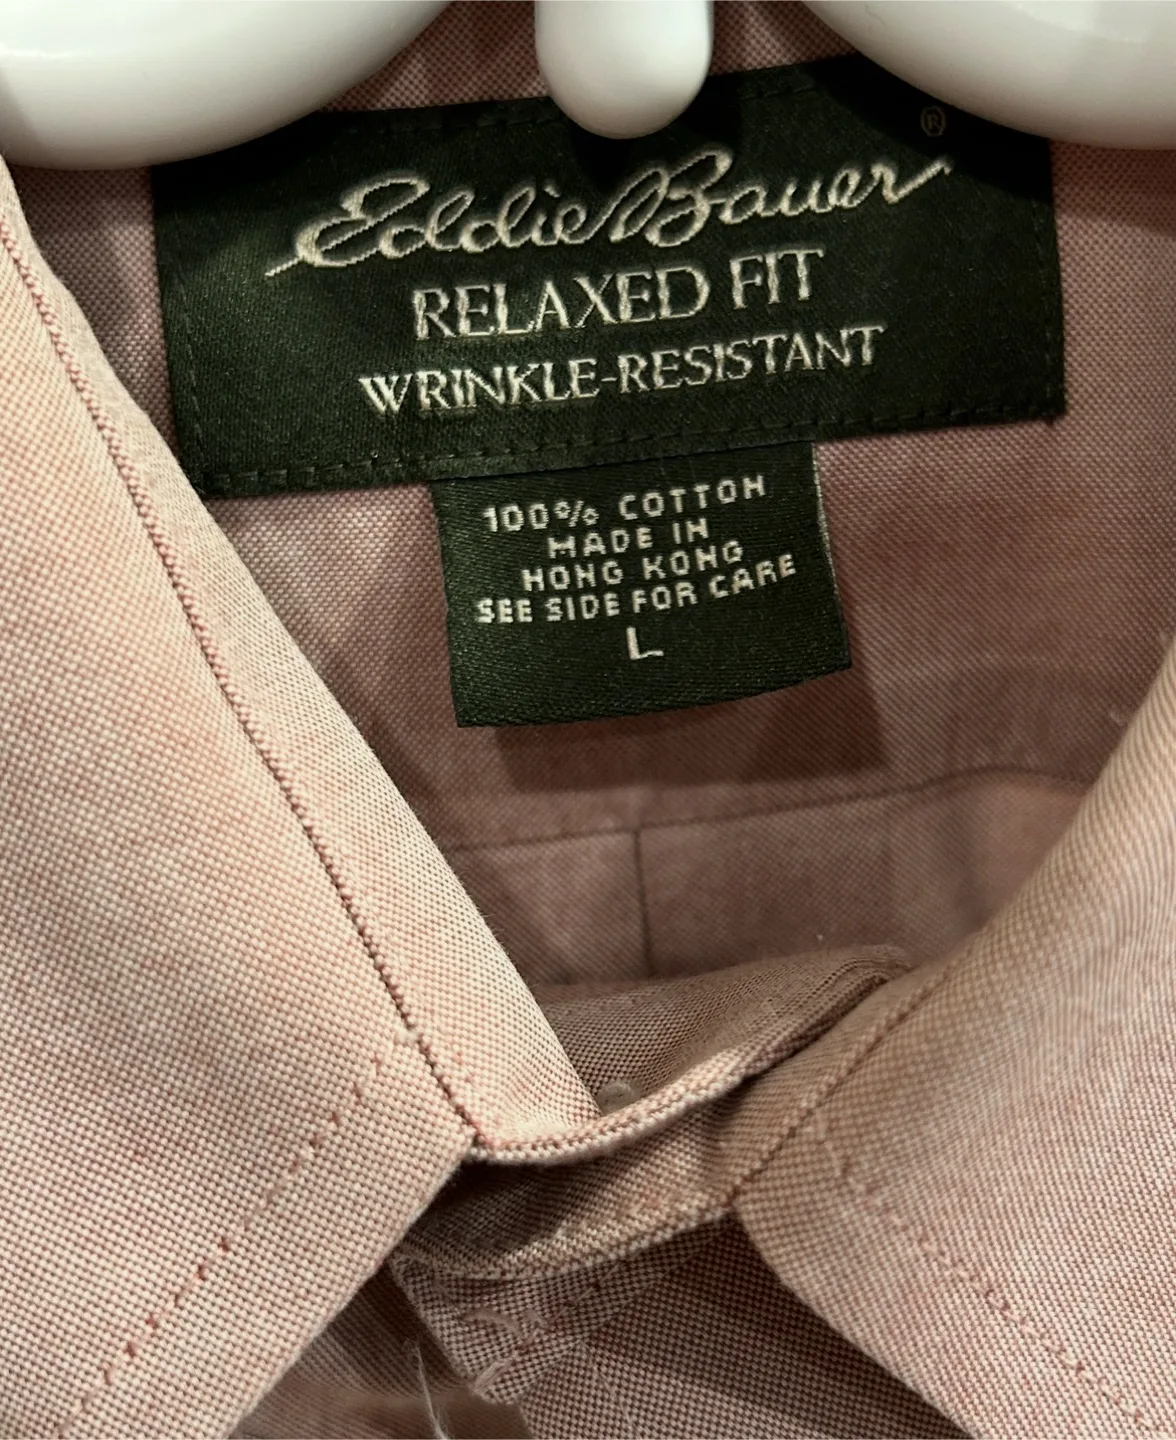 ®
Eddie Bauer
RELAXED FIT
WRINKLE-RESISTANT
100% COTTON
MADE IN
HONG KONG
SEE SIDE FOR CARE
L